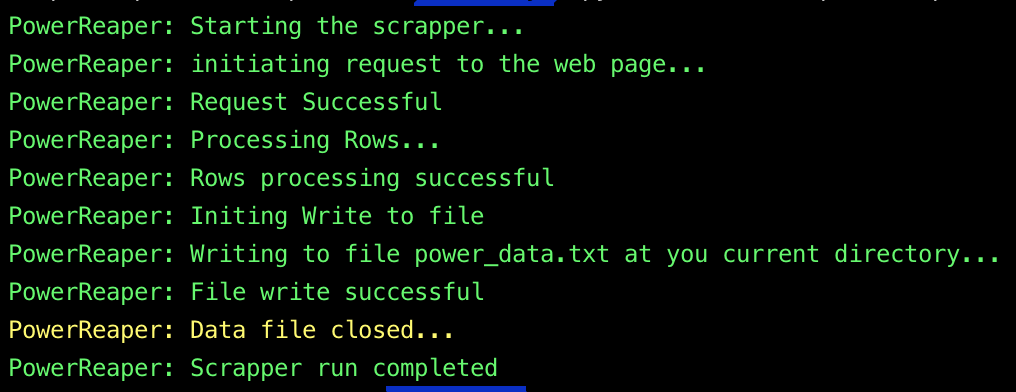 PowerReaper: Starting the scrapper...
PowerReaper: initiating request to the web page...
PowerReaper: Request Successful
PowerReaper: Processing Rows...
PowerReaper: Rows processing successful
PowerReaper: Initing Write to file
PowerReaper: Writing to file power_data.txt at you current directory...
PowerReaper: File write successful
PowerReaper: Data file closed...
PowerReaper: Scrapper run completed